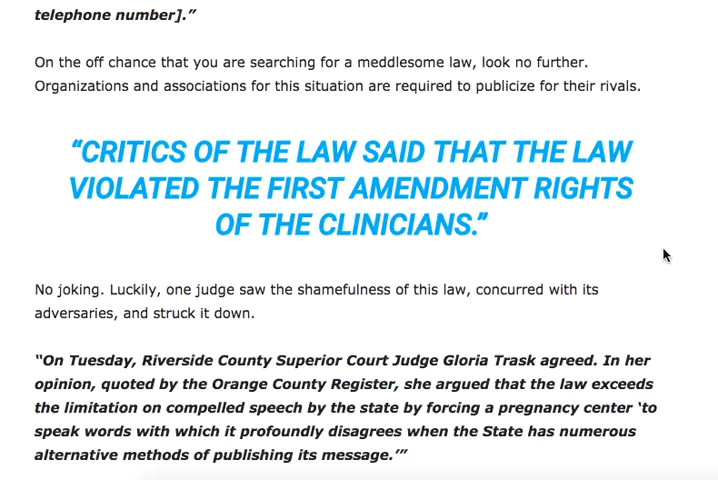 telephone number].”
On the off chance that you are searching for a meddlesome law, look no further.
Organizations and associations for this situation are required to publicize for their rivals.
“CRITICS OF THE LAW SAID THAT THE LAW
VIOLATED THE FIRST AMENDMENT RIGHTS
OF THE CLINICIANS.”
No joking. Luckily, one judge saw the shamefulness of this law, concurred with its
adversaries, and struck it down.
“On Tuesday, Riverside County Superior Court Judge Gloria Trask agreed. In her
opinion, quoted by the Orange County Register, she argued that the law exceeds
the limitation on compelled speech by the state by forcing a pregnancy center ‘to
speak words with which it profoundly disagrees when the State has numerous
alternative methods of publishing its message.’”